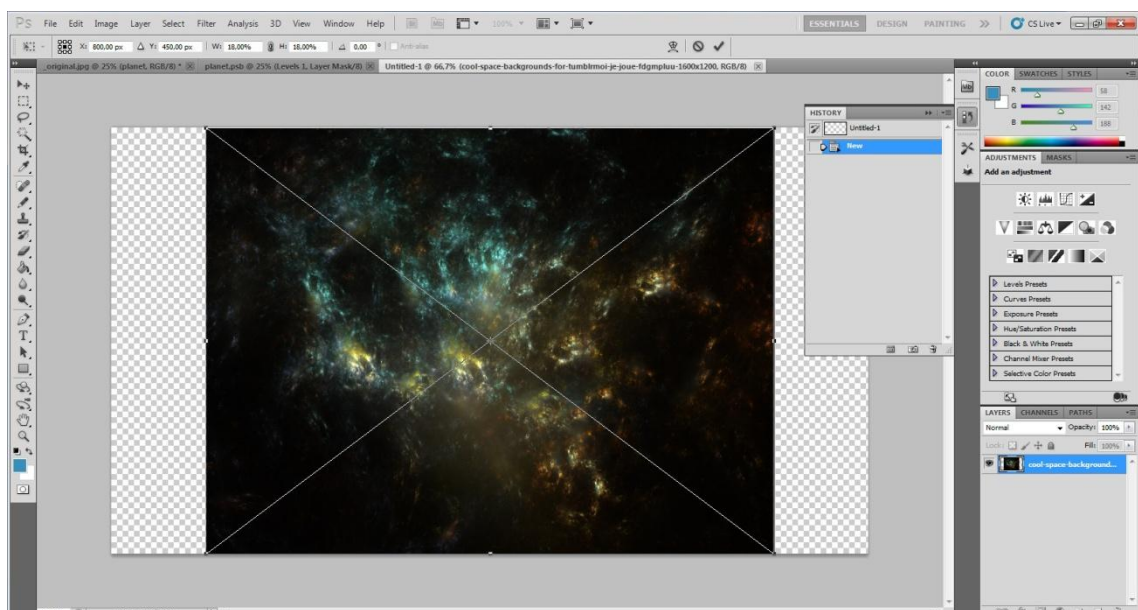 Ps File Edit Image Layer Select Filter Analysis 3D View Window Help 100% ESSENTIALS DESIGN PAINTING CS Live
X: 800,00 px Y: 450,00 px W: 18,00% H: 18,00% 0,00 ° Anti-alias
_original.jpg @ 25% (planet, RGB/8) * planet.psb @ 25% (Levels 1, Layer Mask/8) Untitled-1 @ 66,7% (cool-space-backgrounds-for-tumblrmoi-je-joue-fdgmpluu-1600x1200, RGB/8)
HISTORY
Untitled-1
New
COLOR SWATCHES STYLES
R 58
G 142
B 188
ADJUSTMENTS MASKS
Add an adjustment
Levels Presets
Curves Presets
Exposure Presets
Hue/Saturation Presets
Black & White Presets
Channel Mixer Presets
Selective Color Presets
LAYERS CHANNELS PATHS
Normal Opacity: 100%
Lock: Fill: 100%
cool-space-background...